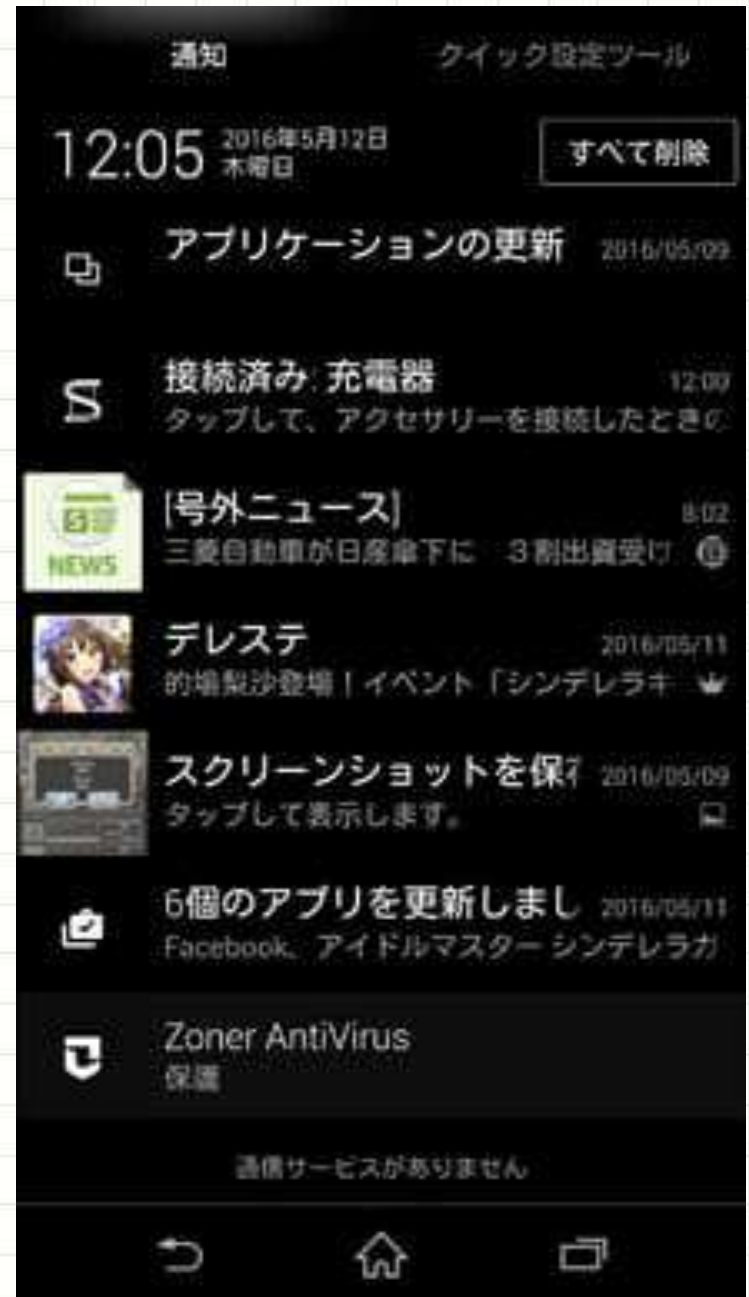 通知
クイック設定ツール
12:05
2016年5月12日
木曜日
すべて削除
アプリケーションの更新 2016/05/09
接続済み: 充電器 12:00
タップして、アクセサリーを接続したときの
[号外ニュース] 8:02
NEWS
三菱自動車が日産傘下に 3割出資受け
デレステ 2016/05/11
的場梨沙登場!イベント「シンデレラキ
スクリーンショットを保存 2016/05/09
タップして表示します。
6個のアプリを更新しまし 2016/05/11
Facebook、アイドルマスター シンデレラガ
Zoner AntiVirus
保護
通信サービスがありません